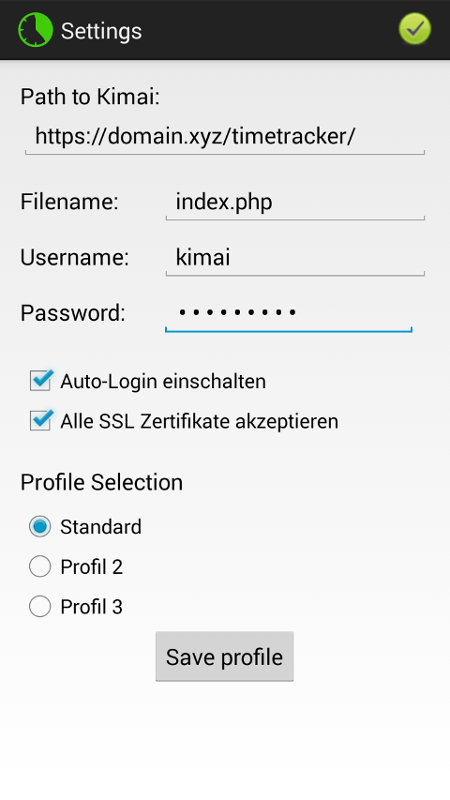 Settings
Path to Kimai:
https://domain.xyz/timetracker/
Filename: index.php
Username: kimai
Password: •••••••••
Auto-Login einschalten
Alle SSL Zertifikate akzeptieren
Profile Selection
Standard
Profil 2
Profil 3
Save profile